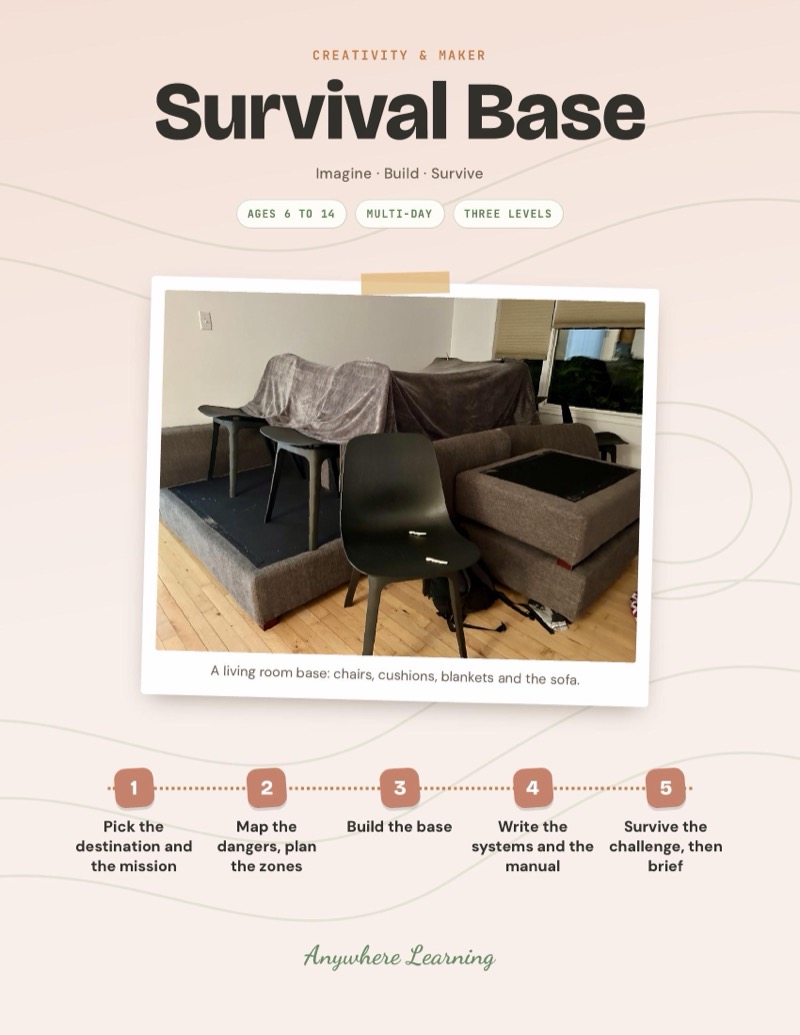 CREATIVITY & MAKER
Survival Base
Imagine · Build · Survive
AGES 6 TO 14
MULTI-DAY
THREE LEVELS
A living room base: chairs, cushions, blankets and the sofa.
1
2
3
4
5
Pick the
destination and
the mission
Map the
dangers, plan
the zones
Build the base
Write the
systems and the
manual
Survive the
challenge, then
brief
Anywhere Learning